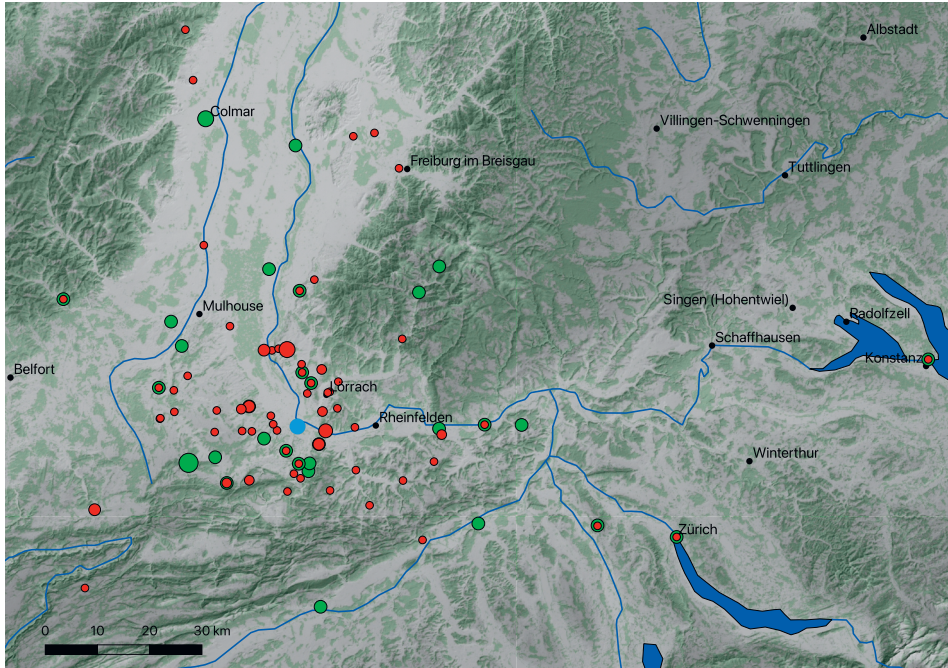 Albstadt
Colmar
Villingen-Schwenningen
Freiburg im Breisgau
Tuttlingen
Mulhouse
Singen (Hohentwiel)
Radolfzell
Schaffhausen
Konstanz
Belfort
Lorrach
Rheinfelden
Winterthur
Zürich
0 10 20 30 km